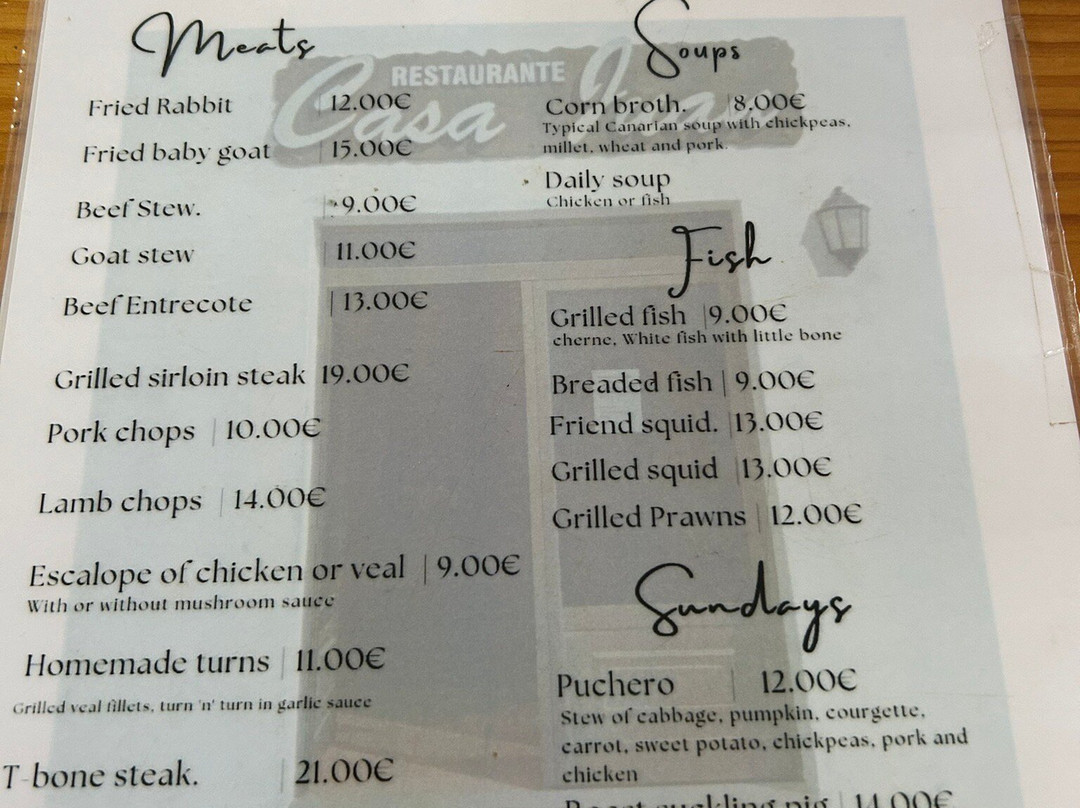 Meats
RESTAURANTE
Casa Juan
Fried Rabbit | 12.00€
Fried baby goat | 15.00€
Beef Stew. | 9.00€
Goat stew | 11.00€
Beef Entrecote | 13.00€
Grilled sirloin steak 19.00€
Pork chops | 10.00€
Lamb chops | 14.00€
Escalope of chicken or veal | 9.00€
With or without mushroom sauce
Homemade turns | 11.00€
Grilled veal fillets, turn 'n' turn in garlic sauce
T-bone steak. | 21.00€
Soups
Corn broth. | 8.00€
Typical Canarian soup with chickpeas,
millet, wheat and pork.
Daily soup
Chicken or fish
Fish
Grilled fish | 9.00€
cherne, White fish with little bone
Breaded fish | 9.00€
Friend squid. | 13.00€
Grilled squid | 13.00€
Grilled Prawns | 12.00€
Sundays
Puchero | 12.00€
Stew of cabbage, pumpkin, courgette,
carrot, sweet potato, chickpeas, pork and
chicken
Roast suckling pig | 14.00€